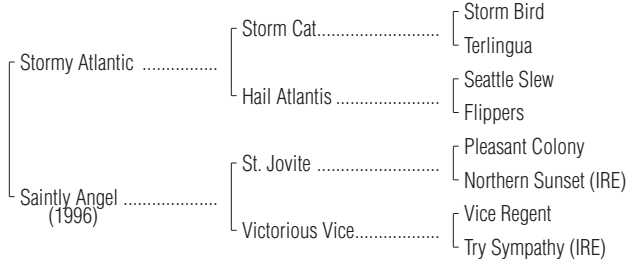 Storm Bird
Storm Cat..............................
Terlingua
Stormy Atlantic ..................
Seattle Slew
Hail Atlantis .........................
Flippers
Pleasant Colony
St. Jovite ..............................
Northern Sunset (IRE)
Saintly Angel .......................
(1996)
Vice Regent
Victorious Vice.....................
Try Sympathy (IRE)